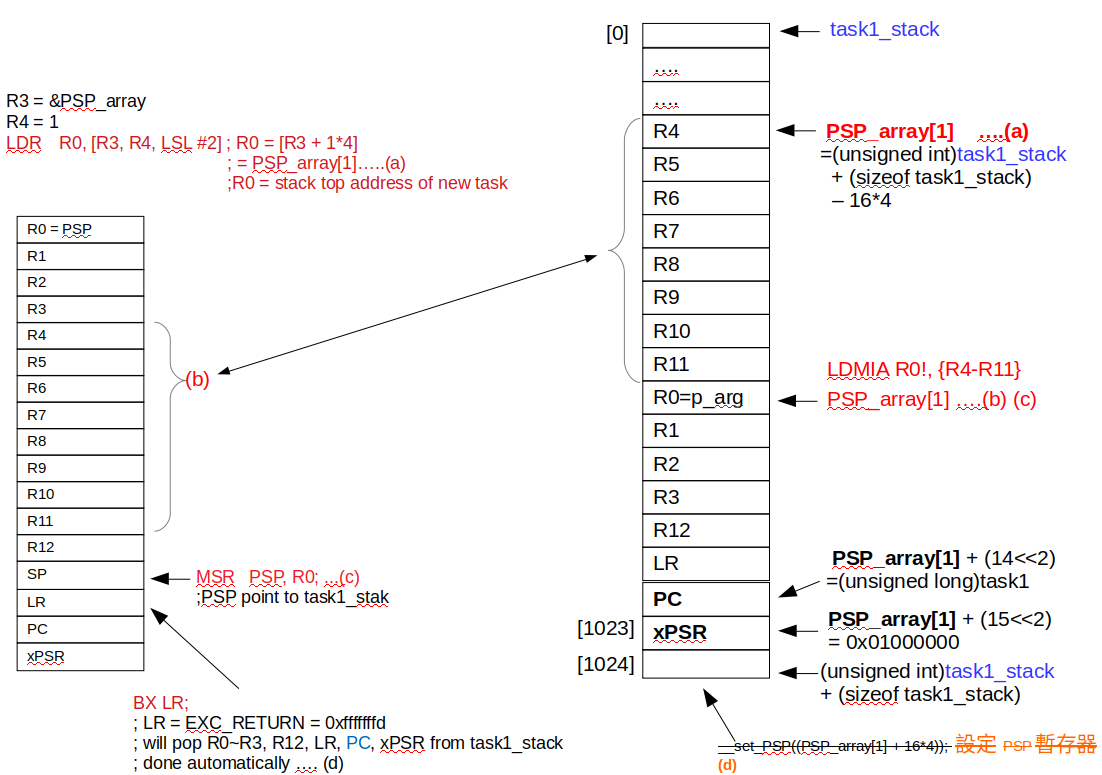 R3 = &PSP_array
R4 = 1
LDR R0, [R3, R4, LSL #2] ; R0 = [R3 + 1*4]
; = PSP_array[1]…..(a)
;R0 = stack top address of new task
R0 = PSP
R1
R2
R3
R4
R5
R6
R7
R8
R9
R10
R11
R12
SP
LR
PC
xPSR
(b)
MSR PSP, R0; …(c)
;PSP point to task1_stak
BX LR;
; LR = EXC_RETURN = 0xfffffffd
; will pop R0~R3, R12, LR, PC, xPSR from task1_stack
; done automatically …. (d)
[0]
….
….
R4
R5
R6
R7
R8
R9
R10
R11
R0=p_arg
R1
R2
R3
R12
LR
PC
[1023]
xPSR
[1024]
task1_stack
PSP_array[1] ….(a)
=(unsigned int)task1_stack
+ (sizeof task1_stack)
– 16*4
LDMIA R0!, {R4-R11}
PSP_array[1] ….(b) (c)
PSP_array[1] + (14<<2)
=(unsigned long)task1
PSP_array[1] + (15<<2)
= 0x01000000
(unsigned int)task1_stack
+ (sizeof task1_stack)
__set_PSP((PSP_array[1] + 16*4)); 設定 PSP 暫存器
(d)